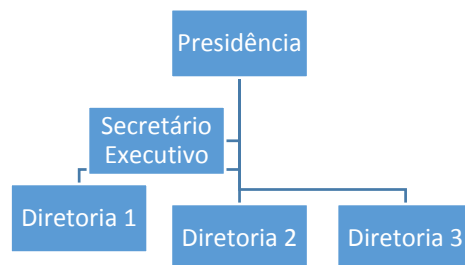 Presidência
Secretário
Executivo
Diretoria 1
Diretoria 2
Diretoria 3